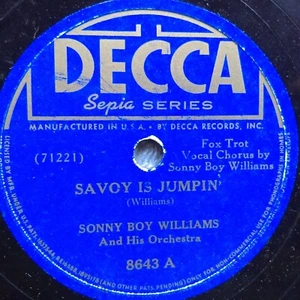 DECCA
Sepia SERIES
MANUFACTURED IN U.S.A. BY DECCA RECORDS, INC.
(71221)
Fox Trot
Vocal Chorus by
Sonny Boy Williams
SAVOY IS JUMPIN'
(Williams)
SONNY BOY WILLIAMS
And His Orchestra
8643 A